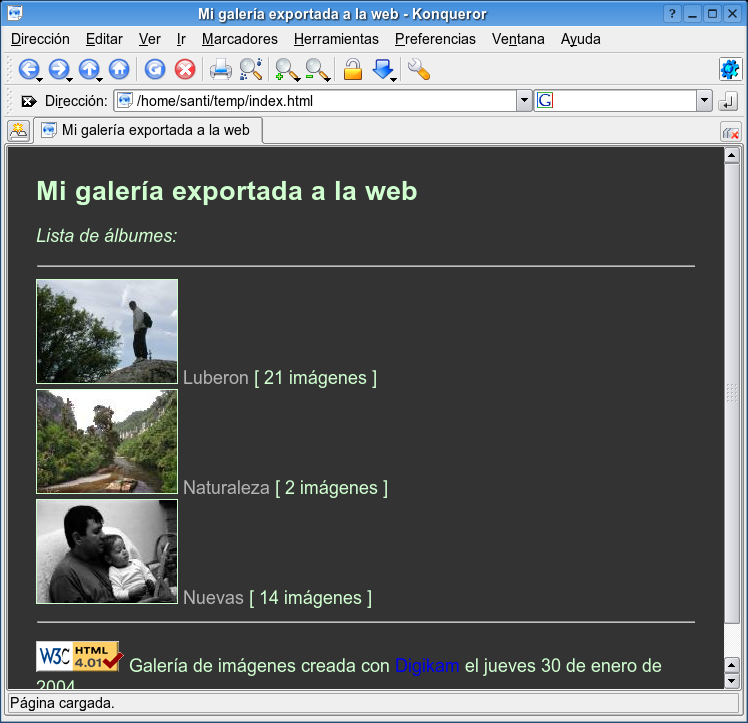 Mi galería exportada a la web - Konqueror
Dirección Editar Ver Ir Marcadores Herramientas Preferencias Ventana Ayuda
Dirección: /home/santi/temp/index.html G
Mi galería exportada a la web
Mi galería exportada a la web
Lista de álbumes:
Luberon [ 21 imágenes ]
Naturaleza [ 2 imágenes ]
Nuevas [ 14 imágenes ]
W3C HTML 4.01 Galería de imágenes creada con Digikam el jueves 30 de enero de
2004
Página cargada.